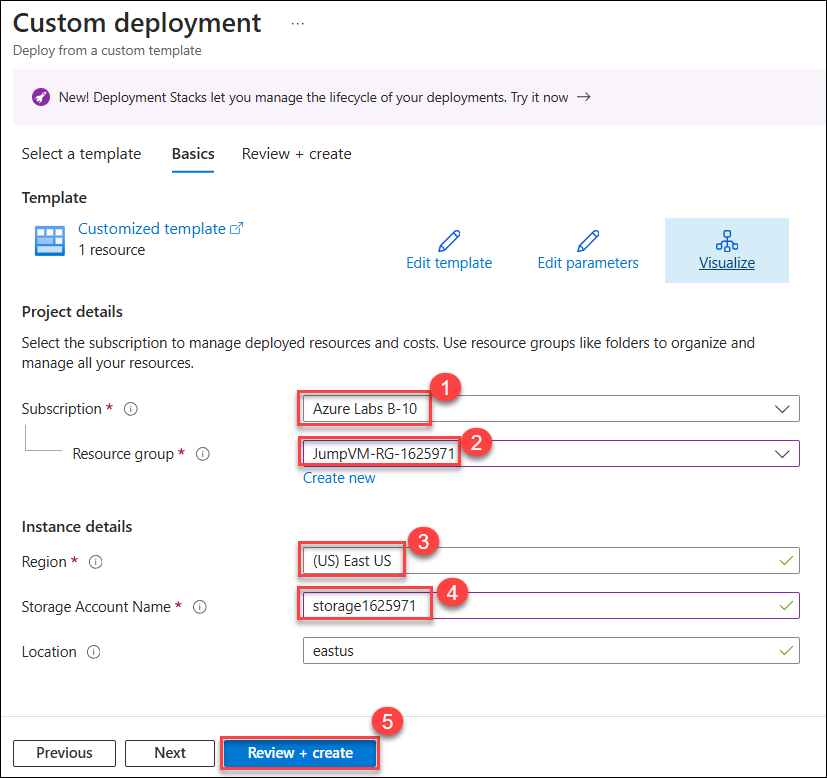 Custom deployment ...
Deploy from a custom template
New! Deployment Stacks let you manage the lifecycle of your deployments. Try it now →
Select a template Basics Review + create
Template
Customized template
1 resource
Edit template Edit parameters Visualize
Project details
Select the subscription to manage deployed resources and costs. Use resource groups like folders to organize and
manage all your resources.
1
Subscription * Azure Labs B-10
2
Resource group * JumpVM-RG-1625971
Create new
Instance details
3
Region * (US) East US
4
Storage Account Name * storage1625971
Location eastus
5
Previous Next Review + create